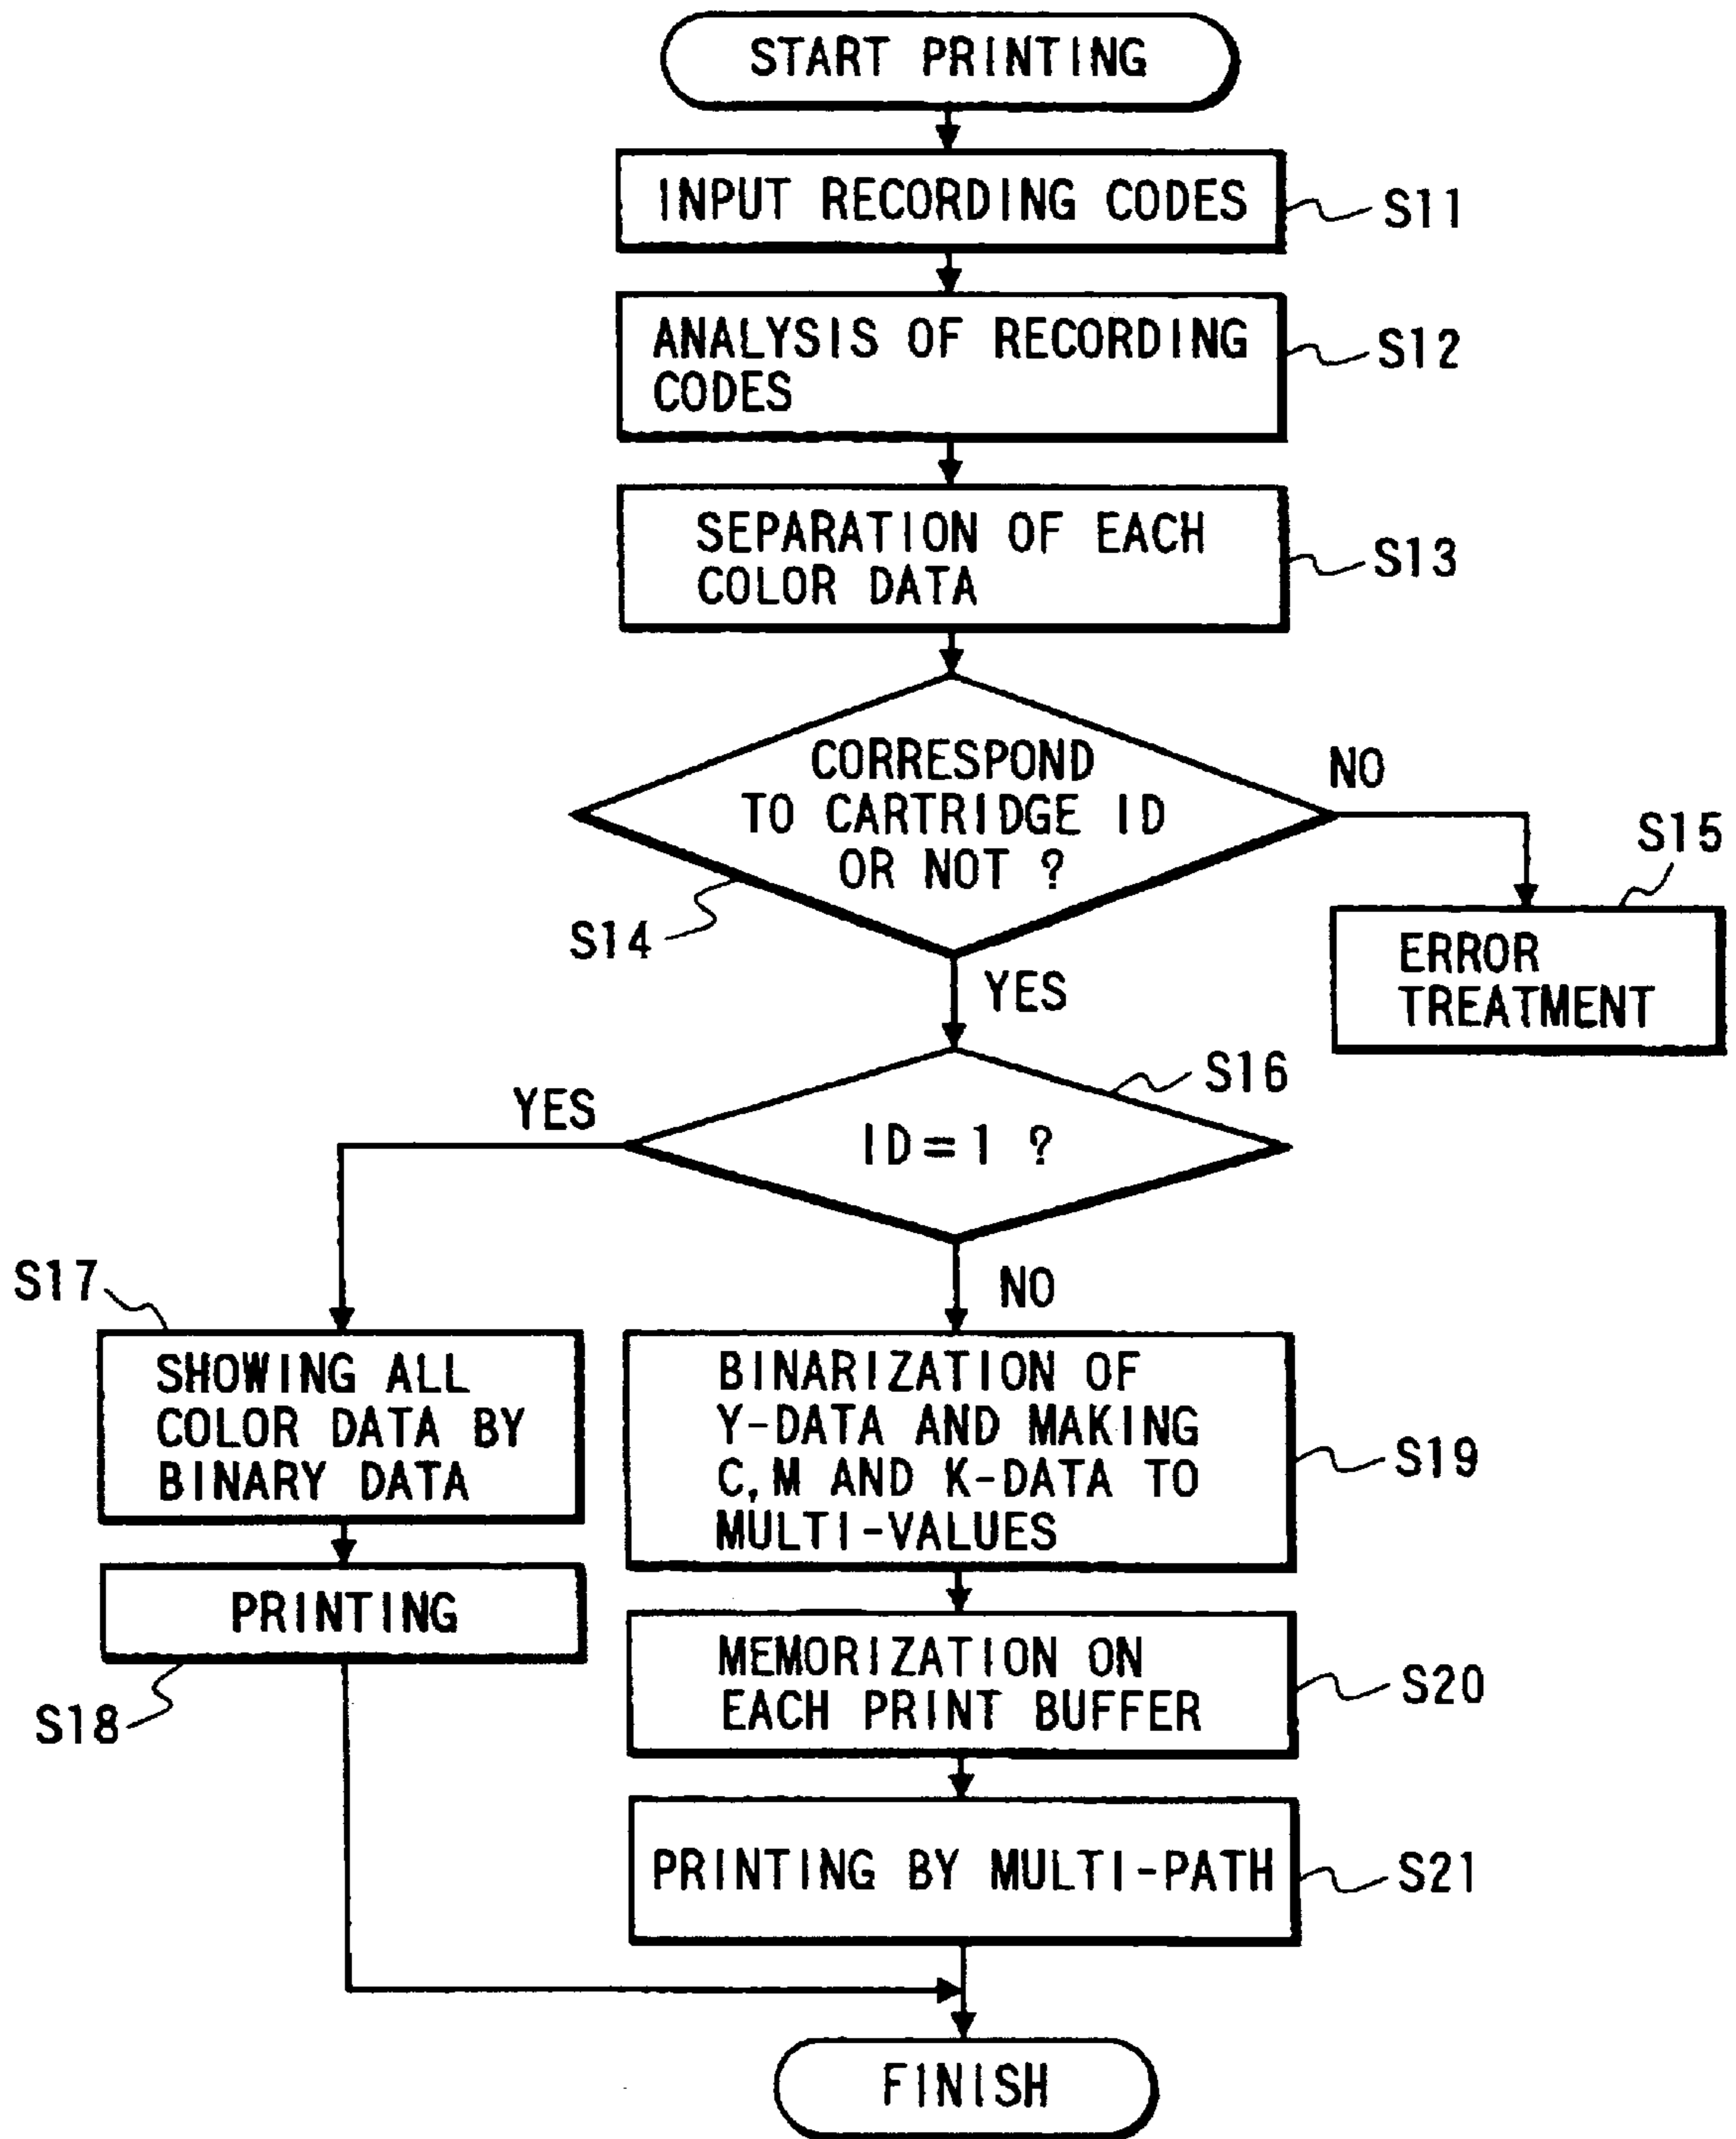 START PRINTING
INPUT RECORDING CODES
S11
ANALYSIS OF RECORDING
CODES
S12
SEPARATION OF EACH
COLOR DATA
S13
CORRESPOND
TO CARTRIDGE ID
OR NOT ?
S14
NO
S15
ERROR
TREATMENT
YES
S16
ID=1 ?
YES
NO
S17
SHOWING ALL
COLOR DATA BY
BINARY DATA
PRINTING
S18
BINARIZATION OF
Y-DATA AND MAKING
C,M AND K-DATA TO
MULTI-VALUES
S19
MEMORIZATION ON
EACH PRINT BUFFER
S20
PRINTING BY MULTI-PATH
S21
FINISH